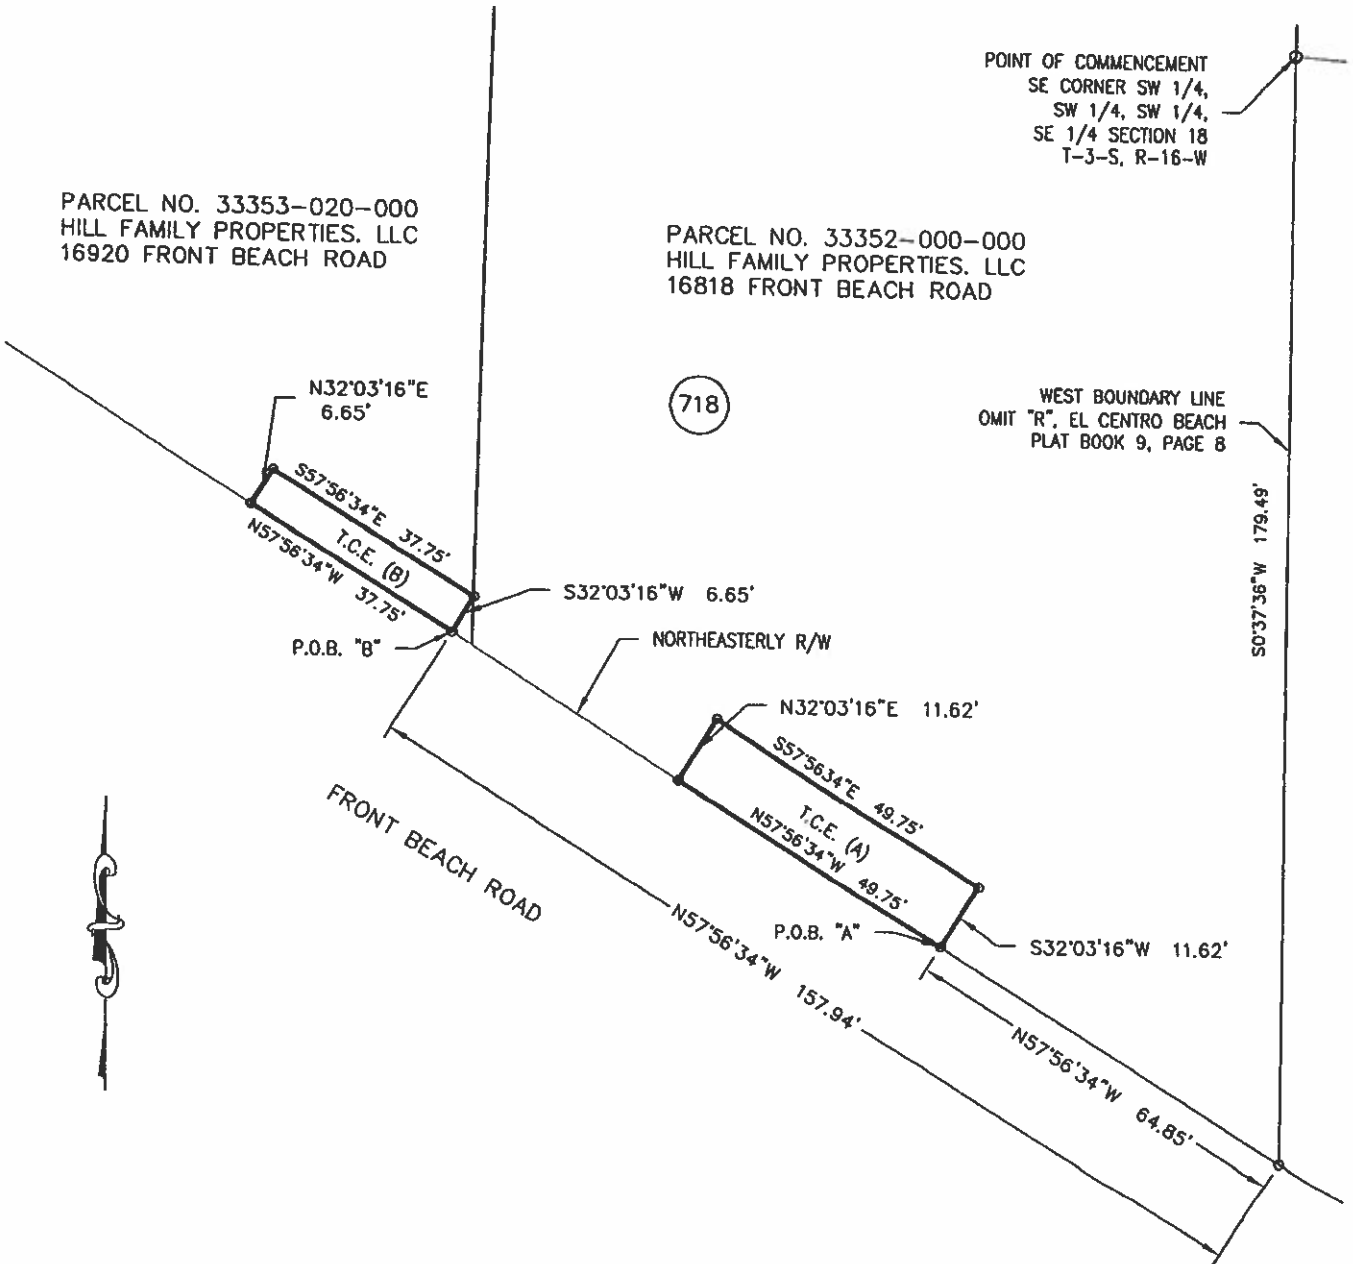 POINT OF COMMENCEMENT
SE CORNER SW 1/4,
SW 1/4, SW 1/4,
SE 1/4 SECTION 18
T-3-S, R-16-W
PARCEL NO. 33353-020-000
HILL FAMILY PROPERTIES. LLC
16920 FRONT BEACH ROAD
PARCEL NO. 33352-000-000
HILL FAMILY PROPERTIES. LLC
16818 FRONT BEACH ROAD
N32°03'16"E
6.65'
718
WEST BOUNDARY LINE
OMIT "R", EL CENTRO BEACH
PLAT BOOK 9, PAGE 8
S0°37'36"W 179.49'
S57°56'34"E 37.75'
T.C.E. (B)
N57°56'34"W 37.75'
S32°03'16"W 6.65'
P.O.B. "B"
NORTHEASTERLY R/W
N32°03'16"E 11.62'
S57°56'34"E 49.75'
T.C.E. (A)
N57°56'34"W 49.75'
FRONT BEACH ROAD
P.O.B. "A"
S32°03'16"W 11.62'
N57°56'34"W 157.94'
N57°56'34"W 64.85'